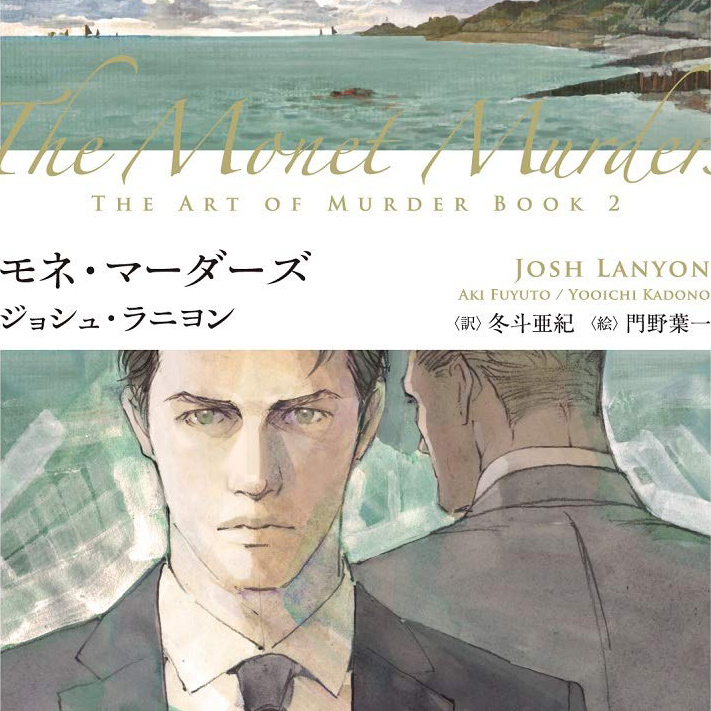 The Monet Murders
THE ART OF MURDER BOOK 2
モネ・マーダーズ
ジョシュ・ラニヨン
JOSH LANYON
AKI FUYUTO / YOOICHI KADONO
〈訳〉冬斗亜紀 〈絵〉門野葉一